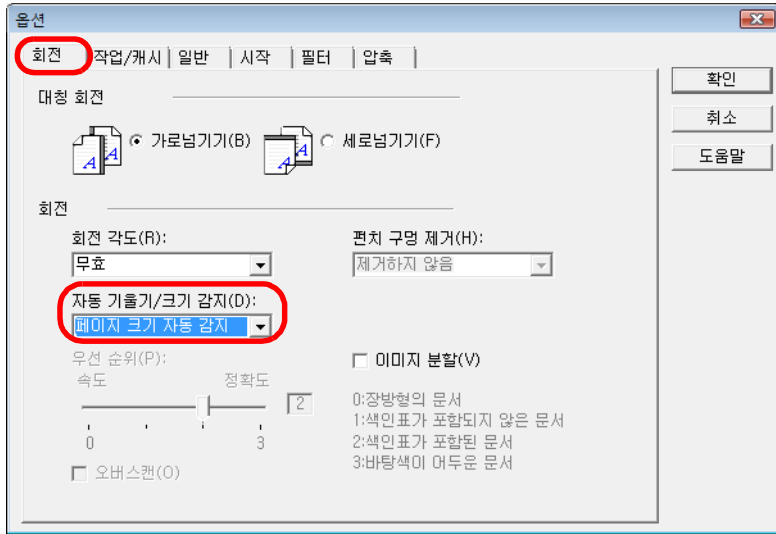 옵션
회전 작업/캐시 일반 시작 필터 압축
확인
취소
도움말
대칭 회전
A A 가로넘기기(B) A A 세로넘기기(F)
회전
회전 각도(R): 펀치 구멍 제거(H):
무효 제거하지 않음
자동 기울기/크기 감지(D):
페이지 크기 자동 감지
우선 순위(P): 이미지 분할(V)
속도 정확도
2
0 3
0:장방형의 문서
1:색인표가 포함되지 않은 문서
2:색인표가 포함된 문서
3:바탕색이 어두운 문서
오버스캔(O)